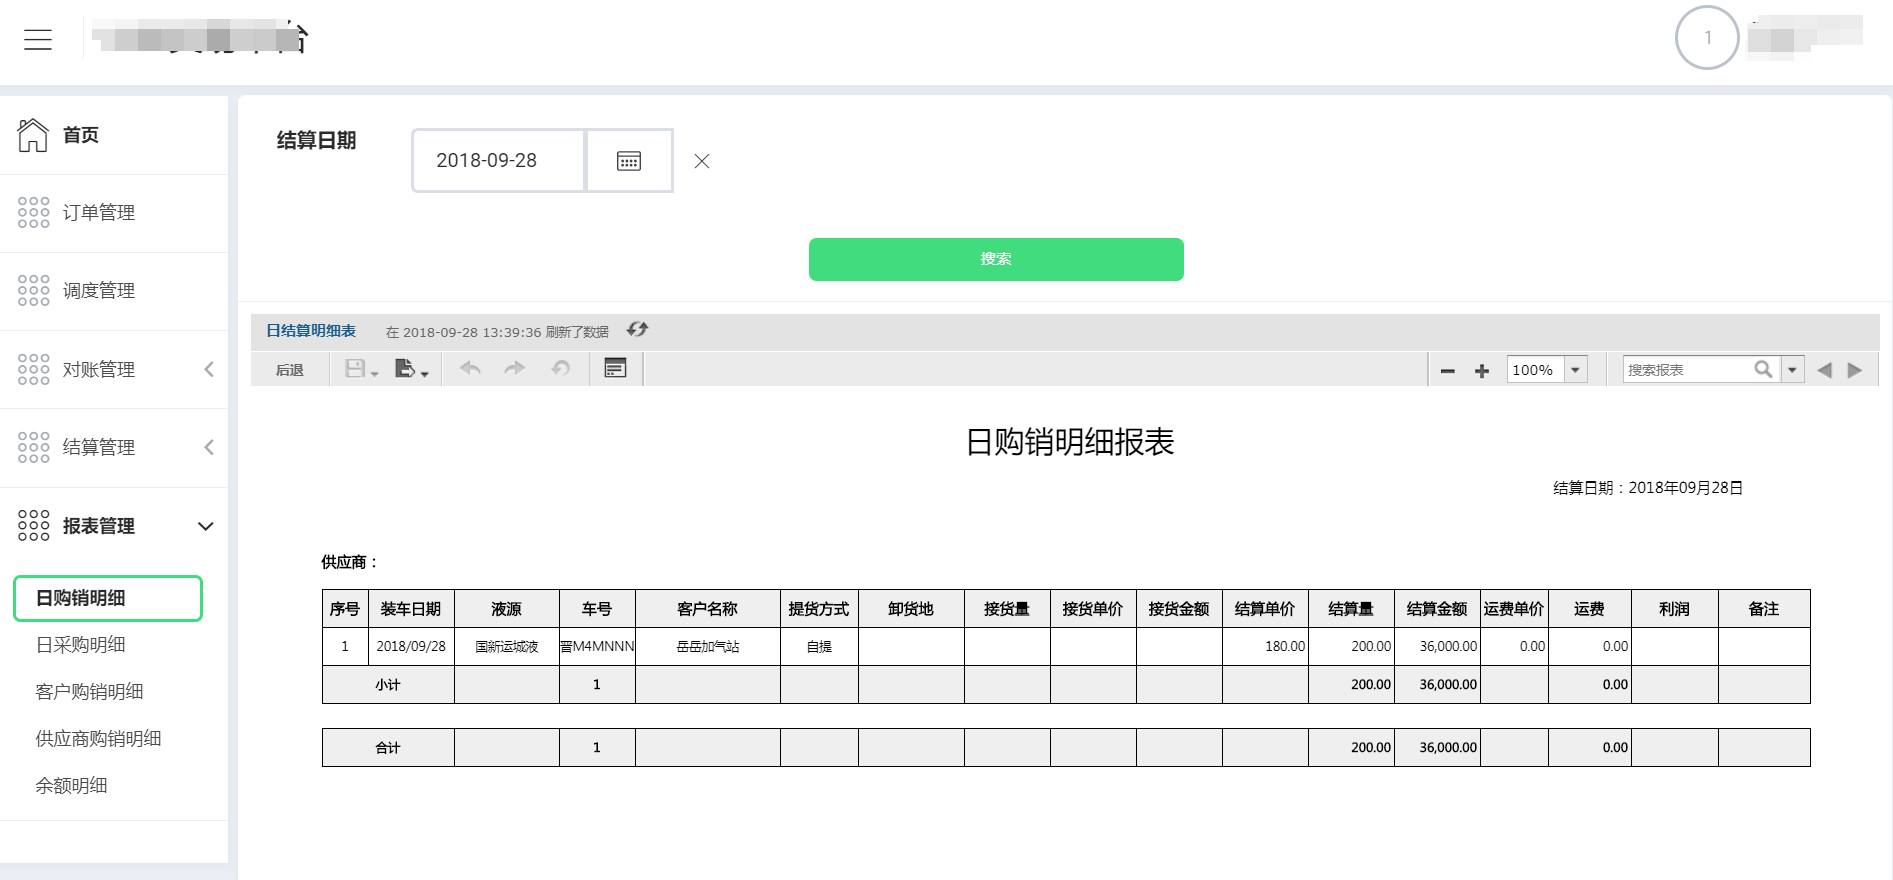 台
1
首页
订单管理
调度管理
对账管理
结算管理
报表管理
日购销明细
日采购明细
客户购销明细
供应商购销明细
余额明细
结算日期
2018-09-28
搜索
日结算明细表 在 2018-09-28 13:39:36 刷新了数据
后退 100% 搜索报表
日购销明细报表
结算日期：2018年09月28日
供应商：
序号 装车日期 液源 车号 客户名称 提货方式 卸货地 接货量 接货单价 接货金额 结算单价 结算量 结算金额 运费单价 运费 利润 备注
1 2018/09/28 国新运城液 晋M4MNNN 岳岳加气站 自提 180.00 200.00 36,000.00 0.00 0.00
小计 1 200.00 36,000.00 0.00
合计 1 200.00 36,000.00 0.00